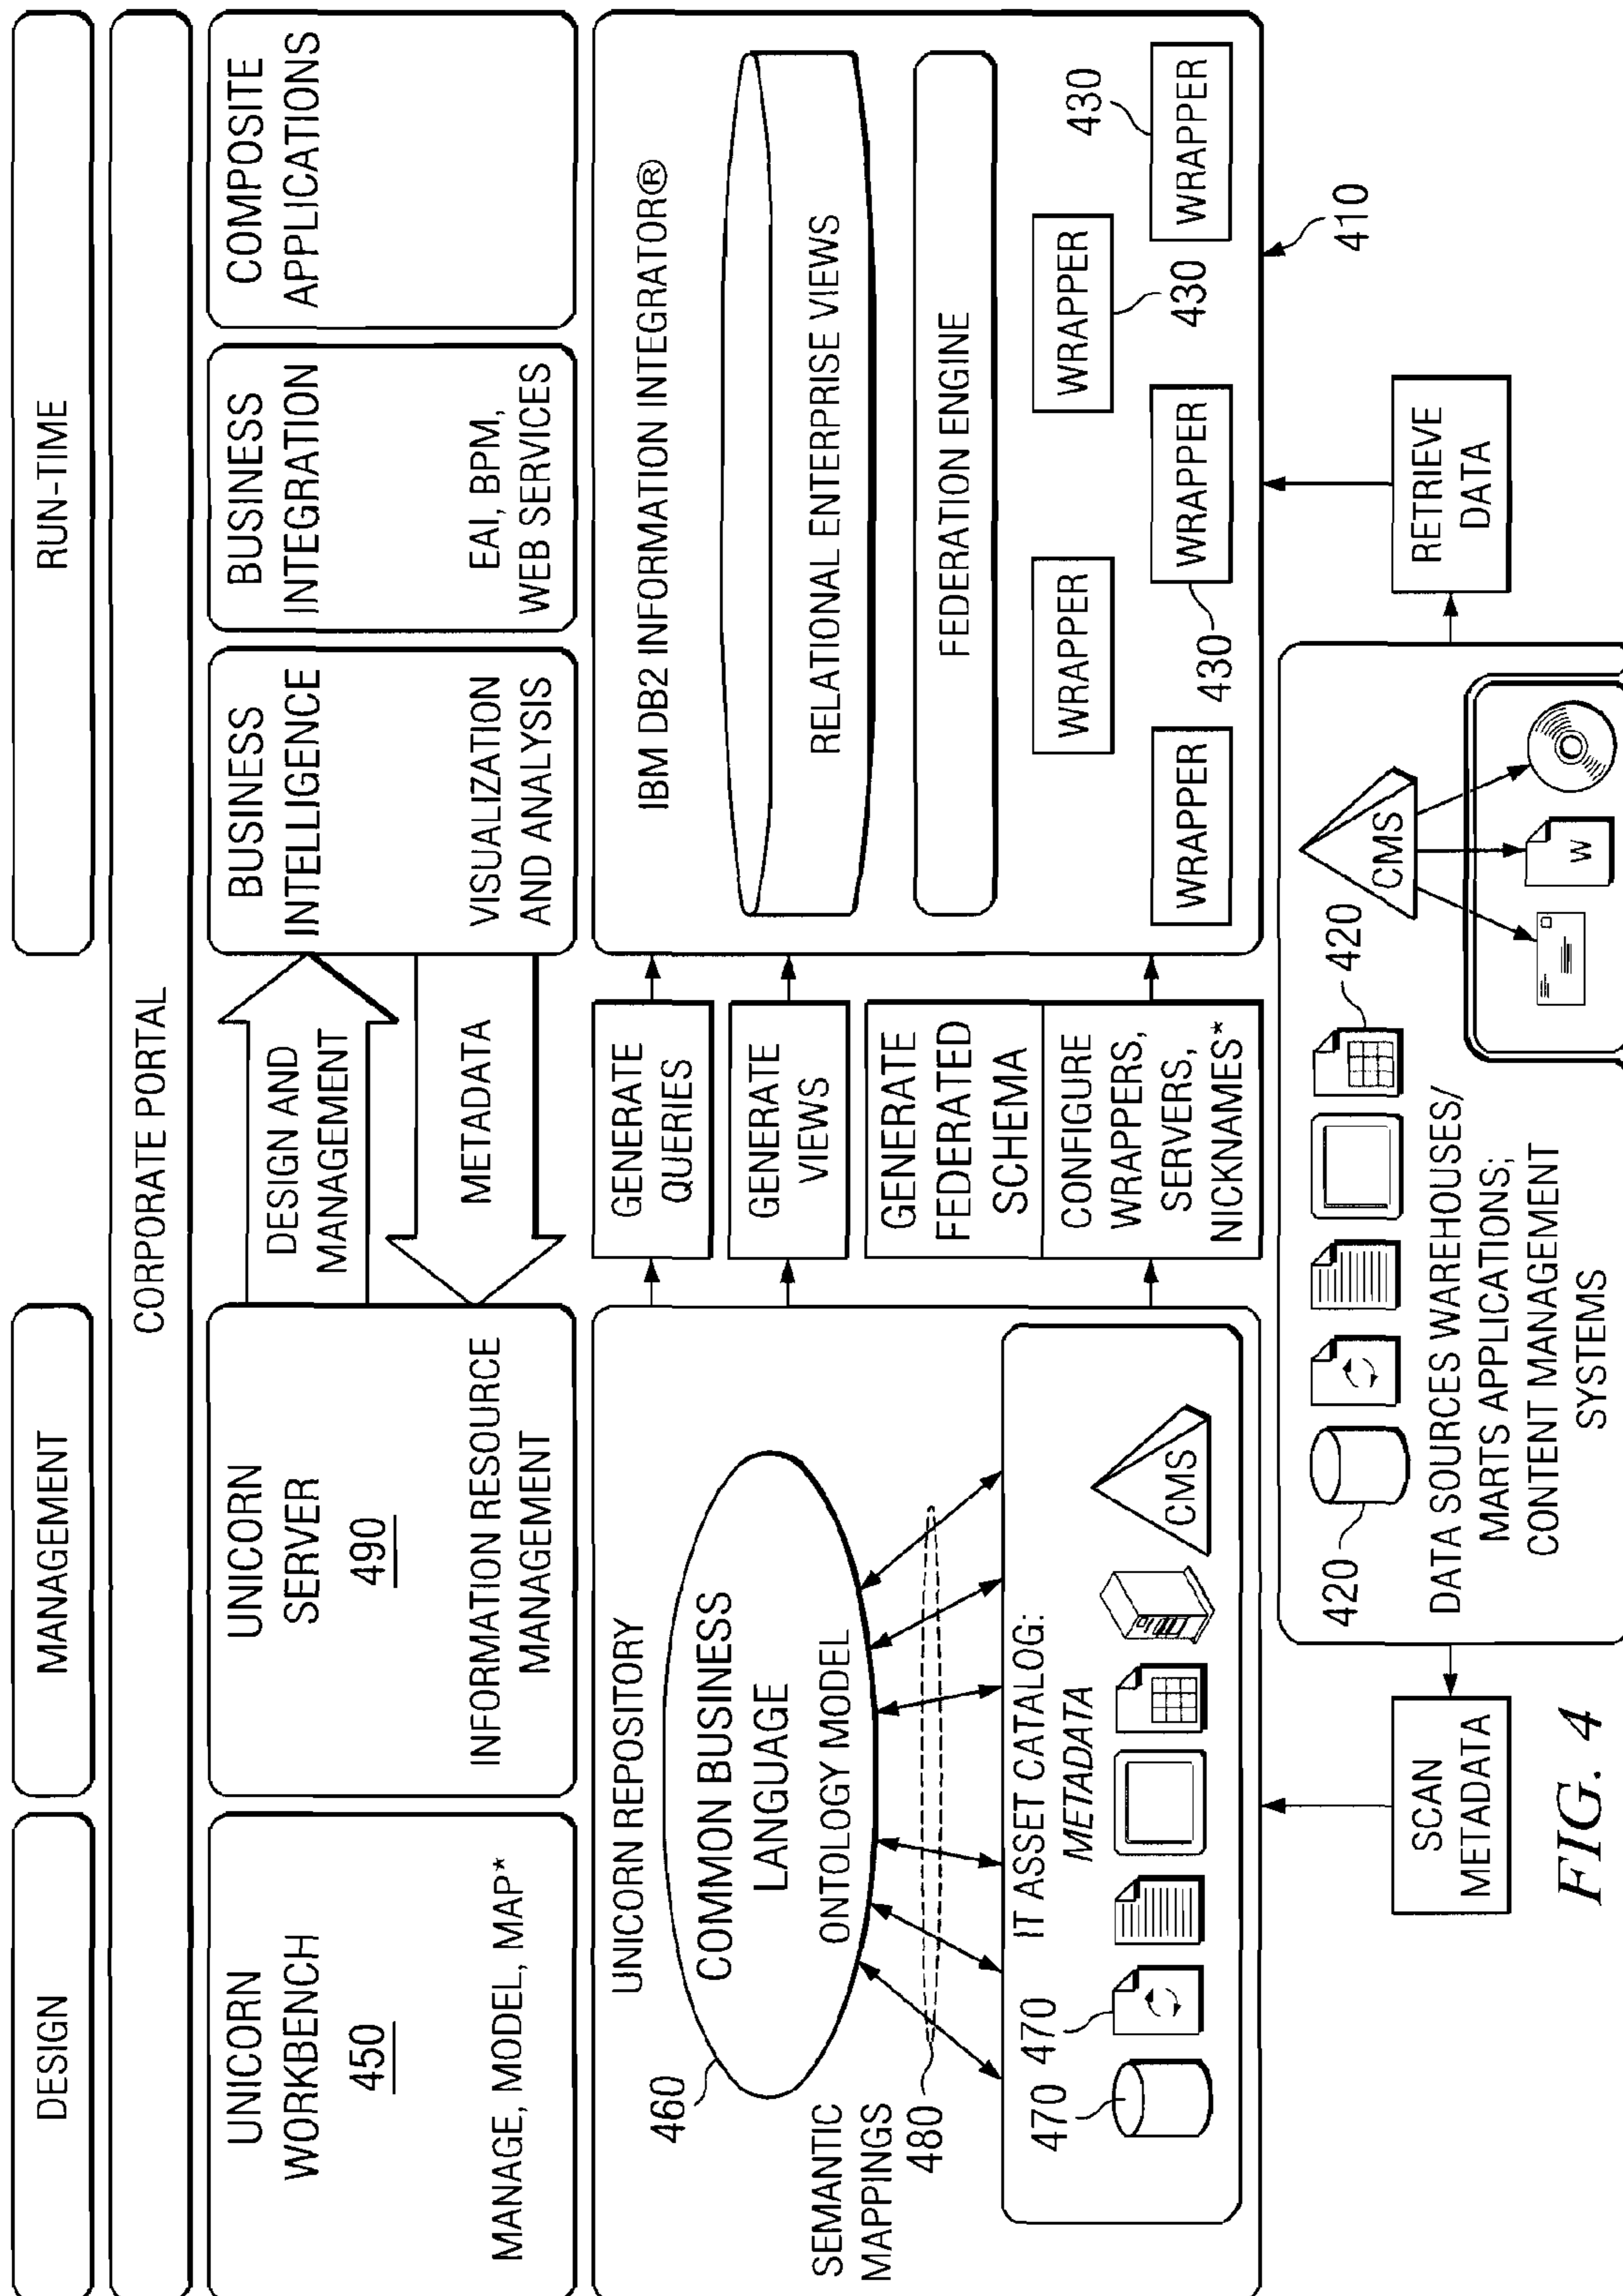 DESIGN
MANAGEMENT
RUN-TIME
CORPORATE PORTAL
UNICORN
WORKBENCH
450
MANAGE, MODEL, MAP*
UNICORN
SERVER
490
INFORMATION RESOURCE
MANAGEMENT
DESIGN AND
MANAGEMENT
METADATA
BUSINESS
INTELLIGENCE
VISUALIZATION
AND ANALYSIS
BUSINESS
INTEGRATION
EAI, BPM,
WEB SERVICES
COMPOSITE
APPLICATIONS
UNICORN REPOSITORY
460
COMMON BUSINESS
LANGUAGE
ONTOLOGY MODEL
SEMANTIC
MAPPINGS
480
IT ASSET CATALOG:
METADATA
470
470
CMS
GENERATE
QUERIES
GENERATE
VIEWS
GENERATE
FEDERATED
SCHEMA
CONFIGURE
WRAPPERS,
SERVERS,
NICKNAMES*
IBM DB2 INFORMATION INTEGRATOR®
RELATIONAL ENTERPRISE VIEWS
FEDERATION ENGINE
WRAPPER
WRAPPER
430
430
WRAPPER
WRAPPER
WRAPPER
430
410
SCAN
METADATA
420
420
CMS
W
DATA SOURCES WAREHOUSES/
MARTS APPLICATIONS;
CONTENT MANAGEMENT
SYSTEMS
RETRIEVE
DATA
FIG. 4